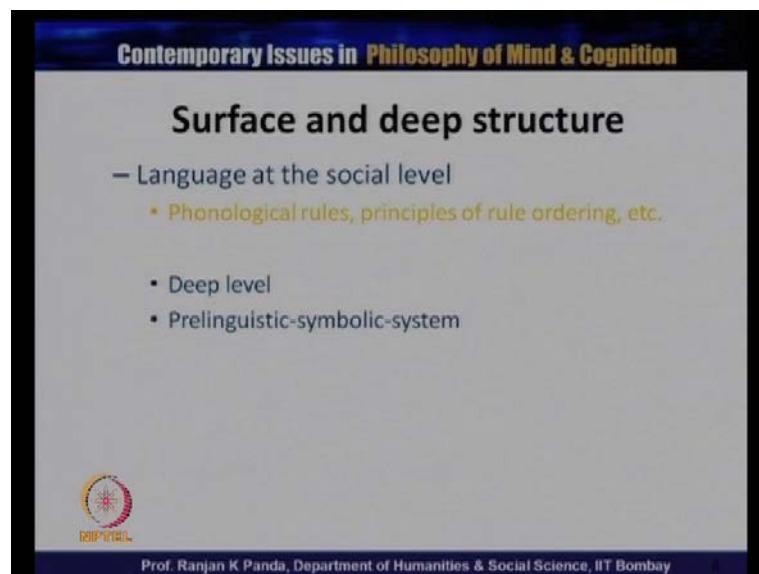 Contemporary Issues in Philosophy of Mind & Cognition
Surface and deep structure
– Language at the social level
• Phonological rules, principles of rule ordering, etc.
• Deep level
• Prelinguistic-symbolic-system
NPTEL
Prof. Ranjan K Panda, Department of Humanities & Social Science, IIT Bombay